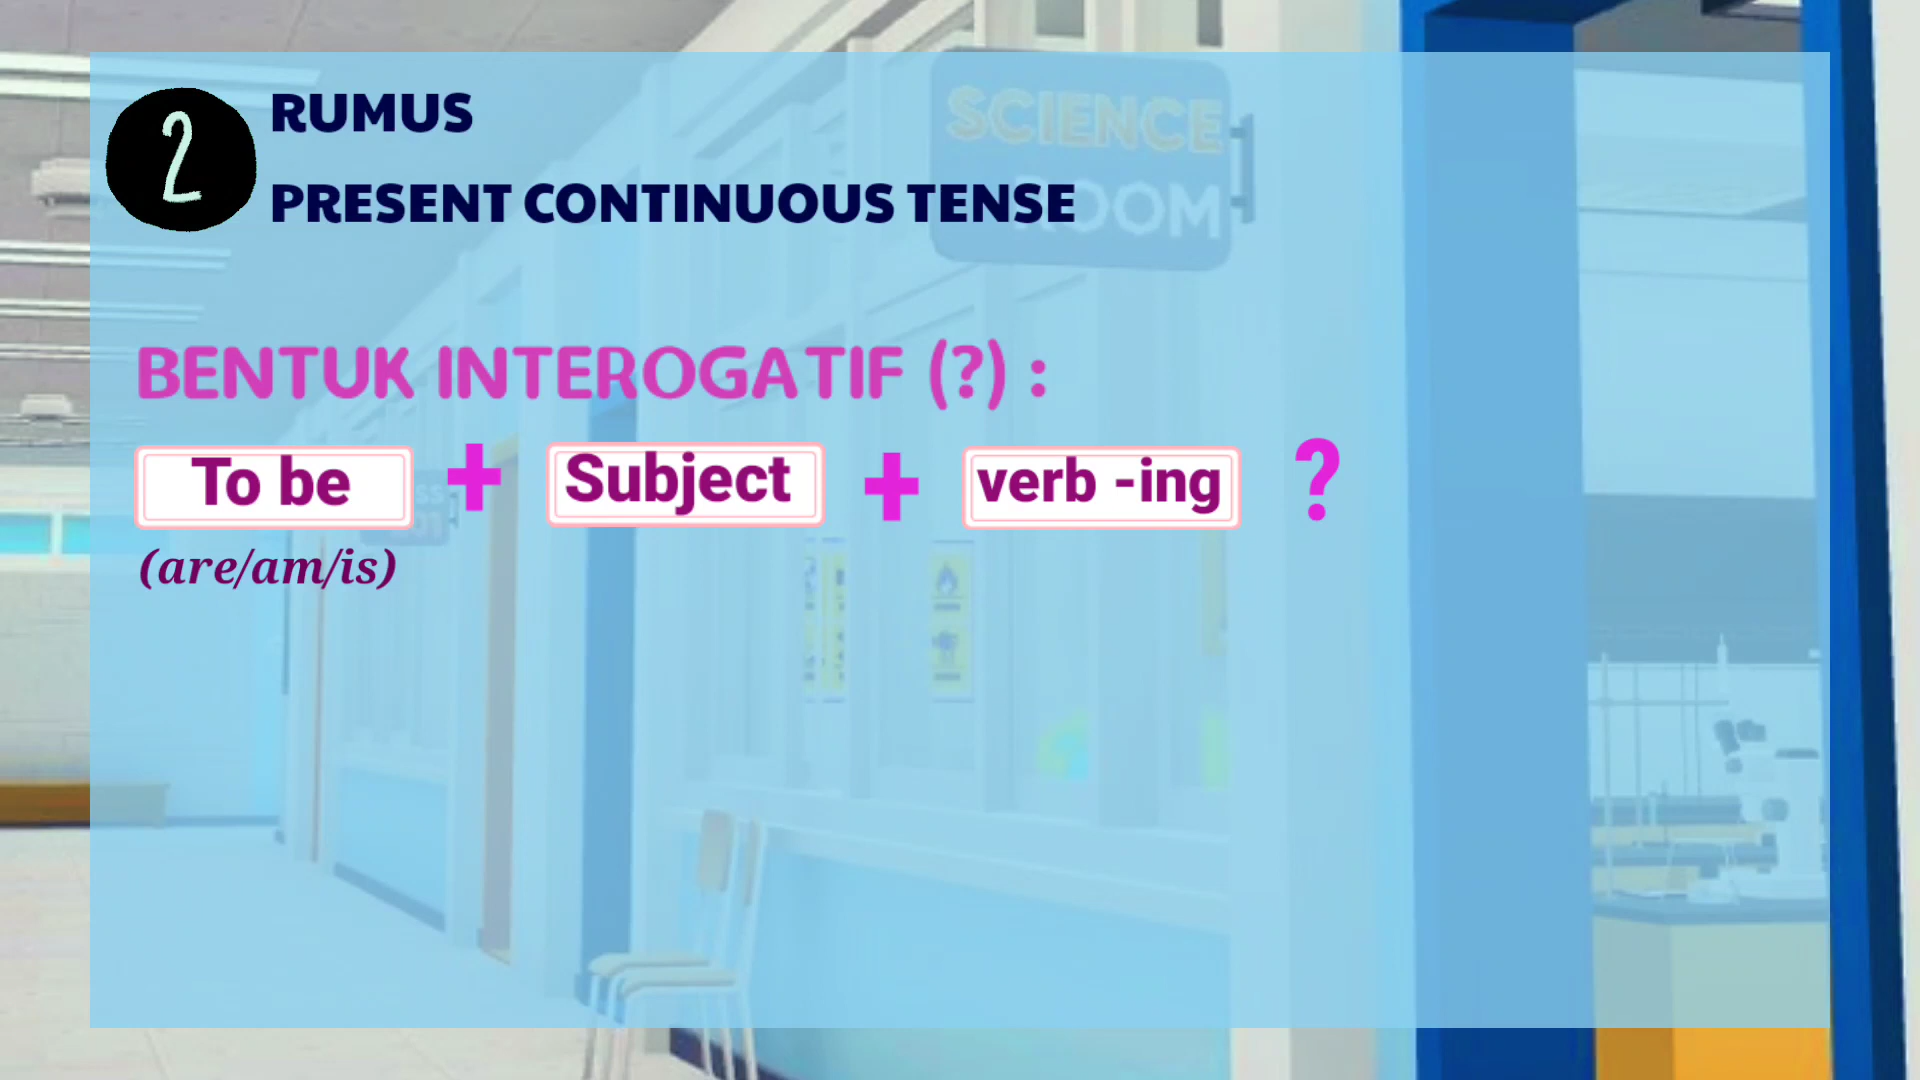 2
RUMUS
PRESENT CONTINUOUS TENSE
SCIENCE
ROOM
BENTUK INTEROGATIF (?) :
To be + Subject + verb -ing ?
(are/am/is)